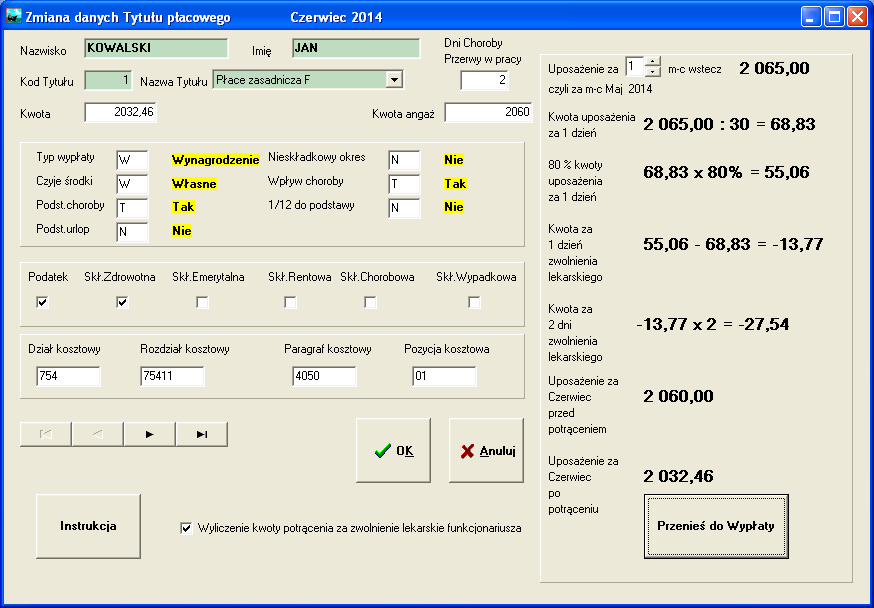 Zmiana danych Tytułu płacowego Czerwiec 2014
Nazwisko KOWALSKI Imię JAN
Dni Choroby
Przerwy w pracy
2
Kod Tytułu 1 Nazwa Tytułu Płace zasadnicza F
Kwota 2032,46 Kwota angaż 2060
Typ wypłaty W Wynagrodzenie Nieskładkowy okres N Nie
Czyje środki W Własne Wpływ choroby T Tak
Podst.choroby T Tak 1/12 do podstawy N Nie
Podst.urlop N Nie
Podatek Skł.Zdrowotna Skł.Emerytalna Skł.Rentowa Skł.Chorobowa Skł.Wypadkowa
Dział kosztowy Rozdział kosztowy Paragraf kosztowy Pozycja kosztowa
754 75411 4050 01
OK Anuluj
Instrukcja
Wyliczenie kwoty potrącenia za zwolnienie lekarskie funkcjonariusza
Uposażenie za 1 m-c wstecz 2 065,00
czyli za m-c Maj 2014
Kwota uposażenia
za 1 dzień
2 065,00 : 30 = 68,83
80 % kwoty
uposażenia
za 1 dzień
68,83 x 80% = 55,06
Kwota za
1 dzień
zwolnienia
lekarskiego
55,06 - 68,83 = -13,77
Kwota za
2 dni
zwolnienia
lekarskiego
-13,77 x 2 = -27,54
Uposażenie za
Czerwiec
przed
potrąceniem
2 060,00
Uposażenie za
Czerwiec
po
potrąceniu
2 032,46
Przenieś do Wypłaty